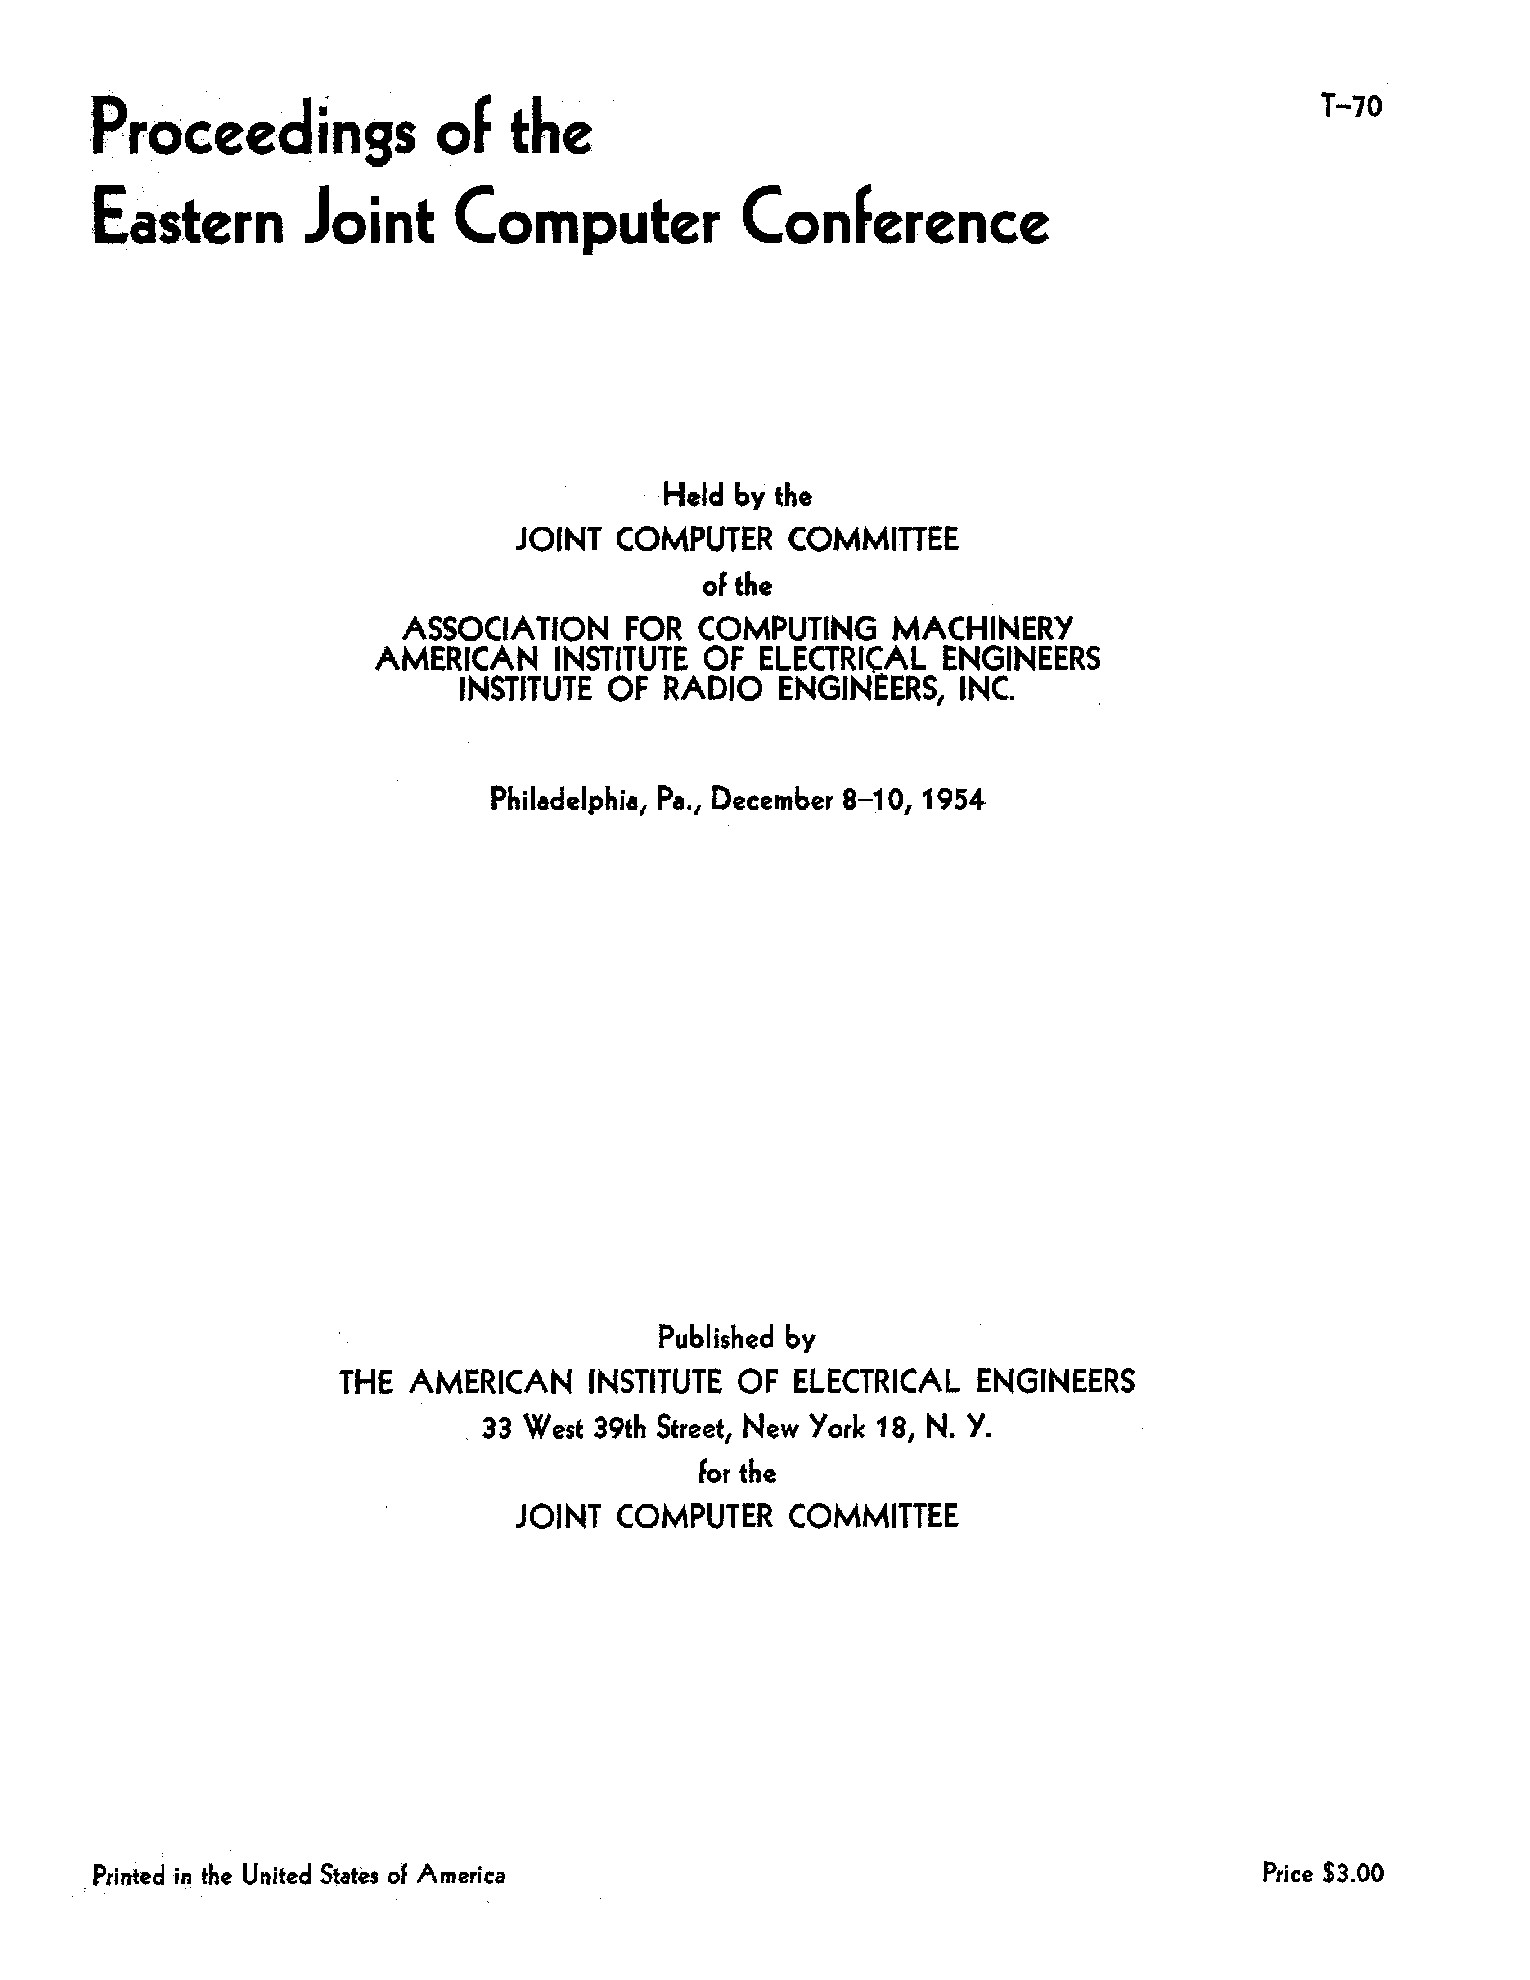 T-70
Proceedings of the
Eastern Joint Computer Conference
Held by the
JOINT COMPUTER COMMITTEE
of the
ASSOCIATION FOR COMPUTING MACHINERY
AMERICAN INSTITUTE OF ELECTRICAL ENGINEERS
INSTITUTE OF RADIO ENGINEERS, INC.
Philadelphia, Pa., December 8-10, 1954
Published by
THE AMERICAN INSTITUTE OF ELECTRICAL ENGINEERS
33 West 39th Street, New York 18, N. Y.
for the
JOINT COMPUTER COMMITTEE
Printed in the United States of America
Price $3.00